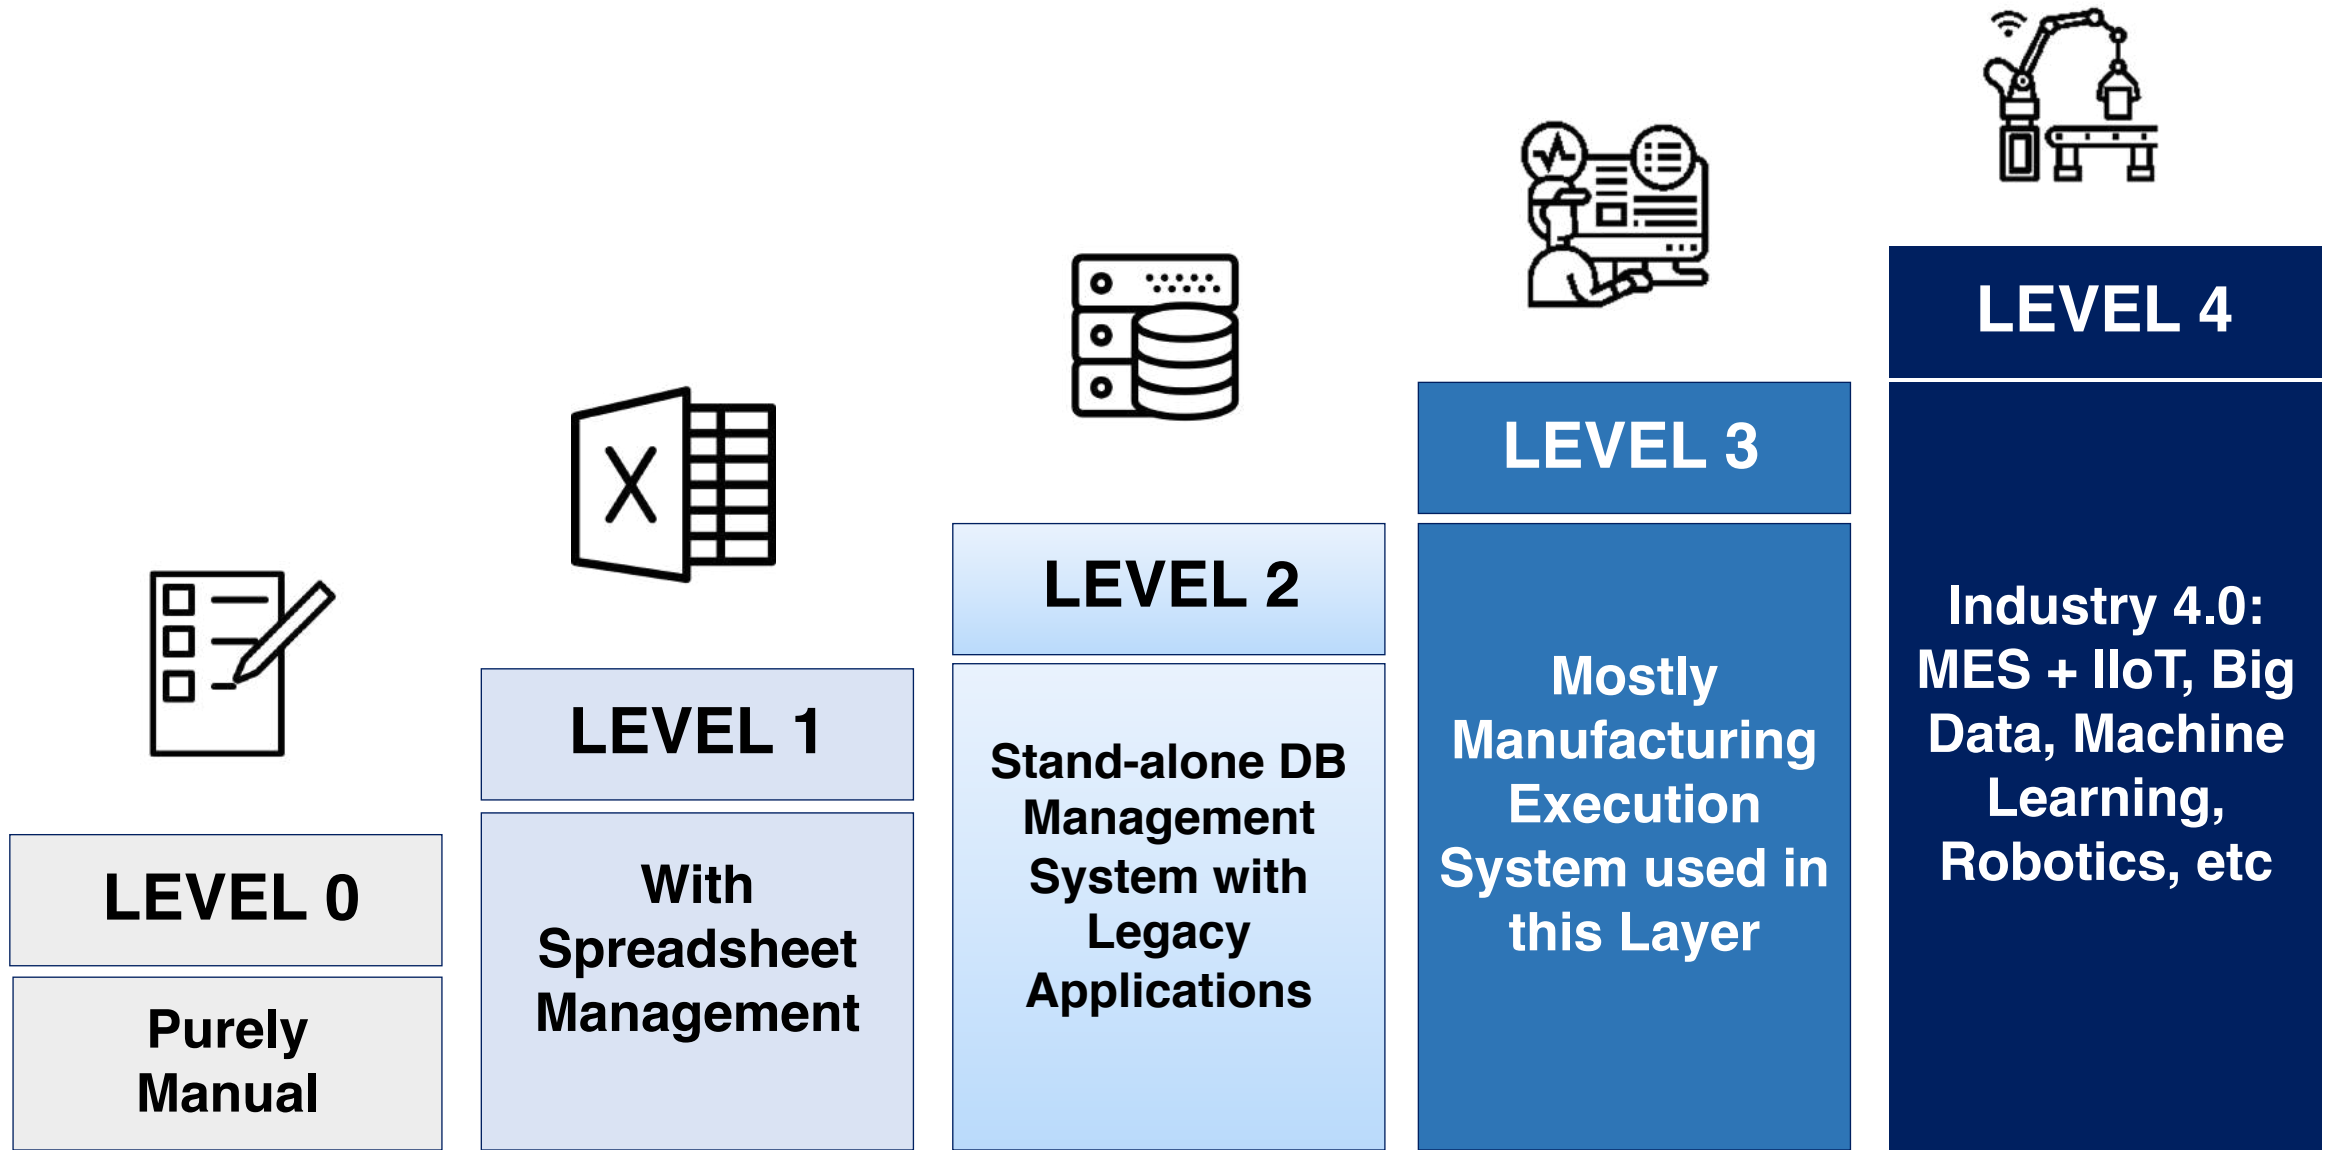 LEVEL 0
Purely
Manual
LEVEL 1
With
Spreadsheet
Management
LEVEL 2
Stand-alone DB
Management
System with
Legacy
Applications
LEVEL 3
Mostly
Manufacturing
Execution
System used in
this Layer
LEVEL 4
Industry 4.0:
MES + IIoT, Big
Data, Machine
Learning,
Robotics, etc
X